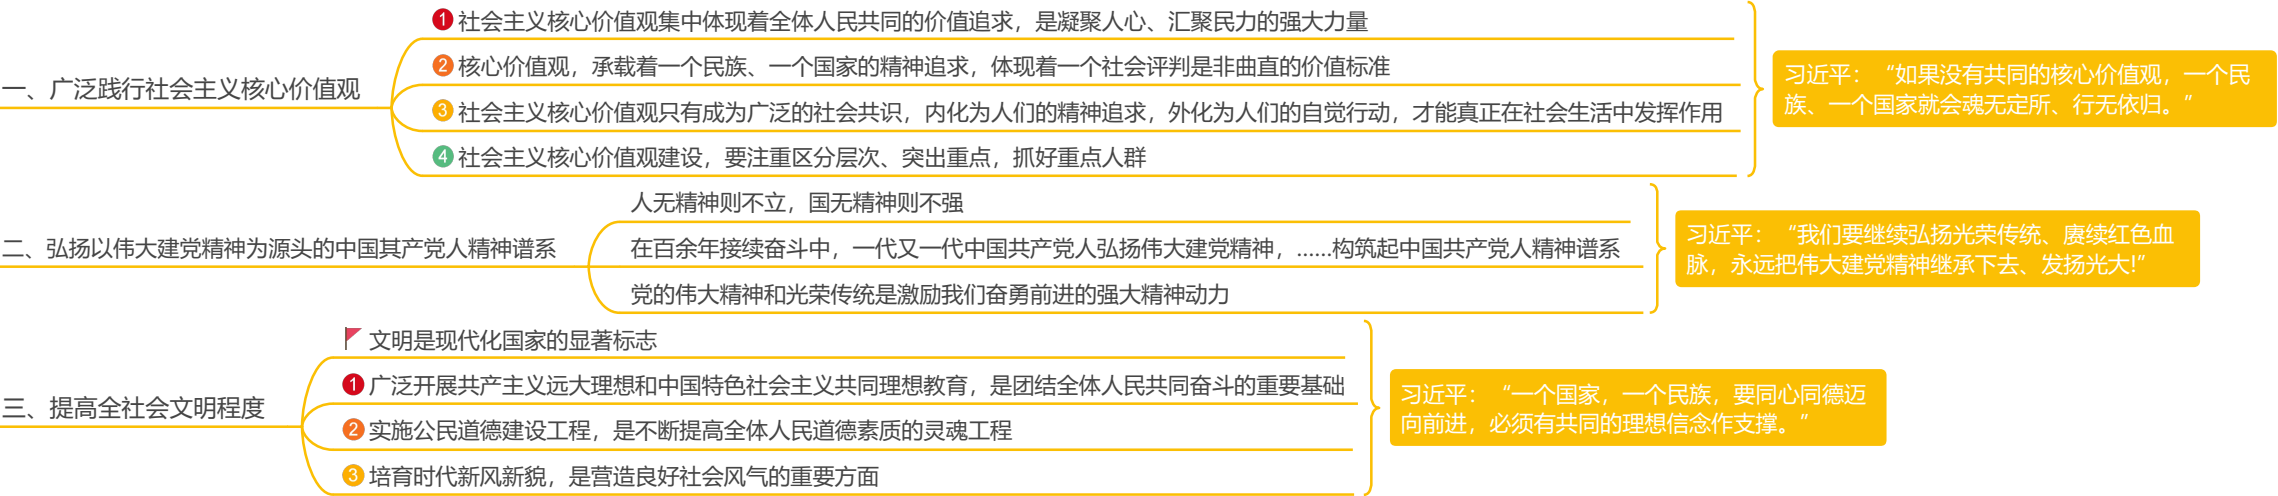 一、广泛践行社会主义核心价值观
1 社会主义核心价值观集中体现着全体人民共同的价值追求，是凝聚人心、汇聚民力的强大力量
2 核心价值观，承载着一个民族、一个国家的精神追求，体现着一个社会评判是非曲直的价值标准
3 社会主义核心价值观只有成为广泛的社会共识，内化为人们的精神追求，外化为人们的自觉行动，才能真正在社会生活中发挥作用
4 社会主义核心价值观建设，要注重区分层次、突出重点，抓好重点人群
习近平：“如果没有共同的核心价值观，一个民
族、一个国家就会魂无定所、行无依归。”
二、弘扬以伟大建党精神为源头的中国其产党人精神谱系
人无精神则不立，国无精神则不强
在百余年接续奋斗中，一代又一代中国共产党人弘扬伟大建党精神，......构筑起中国共产党人精神谱系
党的伟大精神和光荣传统是激励我们奋勇前进的强大精神动力
习近平：“我们要继续弘扬光荣传统、赓续红色血
脉，永远把伟大建党精神继承下去、发扬光大!”
三、提高全社会文明程度
文明是现代化国家的显著标志
1 广泛开展共产主义远大理想和中国特色社会主义共同理想教育，是团结全体人民共同奋斗的重要基础
2 实施公民道德建设工程，是不断提高全体人民道德素质的灵魂工程
3 培育时代新风新貌，是营造良好社会风气的重要方面
习近平：“一个国家，一个民族，要同心同德迈
向前进，必须有共同的理想信念作支撑。”